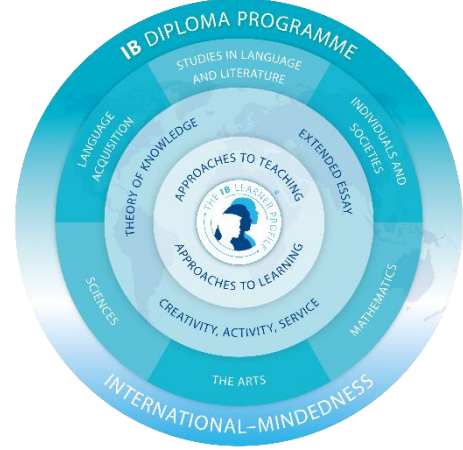 IB DIPLOMA PROGRAMME
STUDIES IN LANGUAGE
AND LITERATURE
LANGUAGE
ACQUISITION
INDIVIDUALS AND
SOCIETIES
THEORY OF KNOWLEDGE
EXTENDED ESSAY
APPROACHES TO TEACHING
THE IB LEARNER PROFILE
®
APPROACHES TO LEARNING
CREATIVITY, ACTIVITY, SERVICE
SCIENCES
MATHEMATICS
THE ARTS
INTERNATIONAL-MINDEDNESS